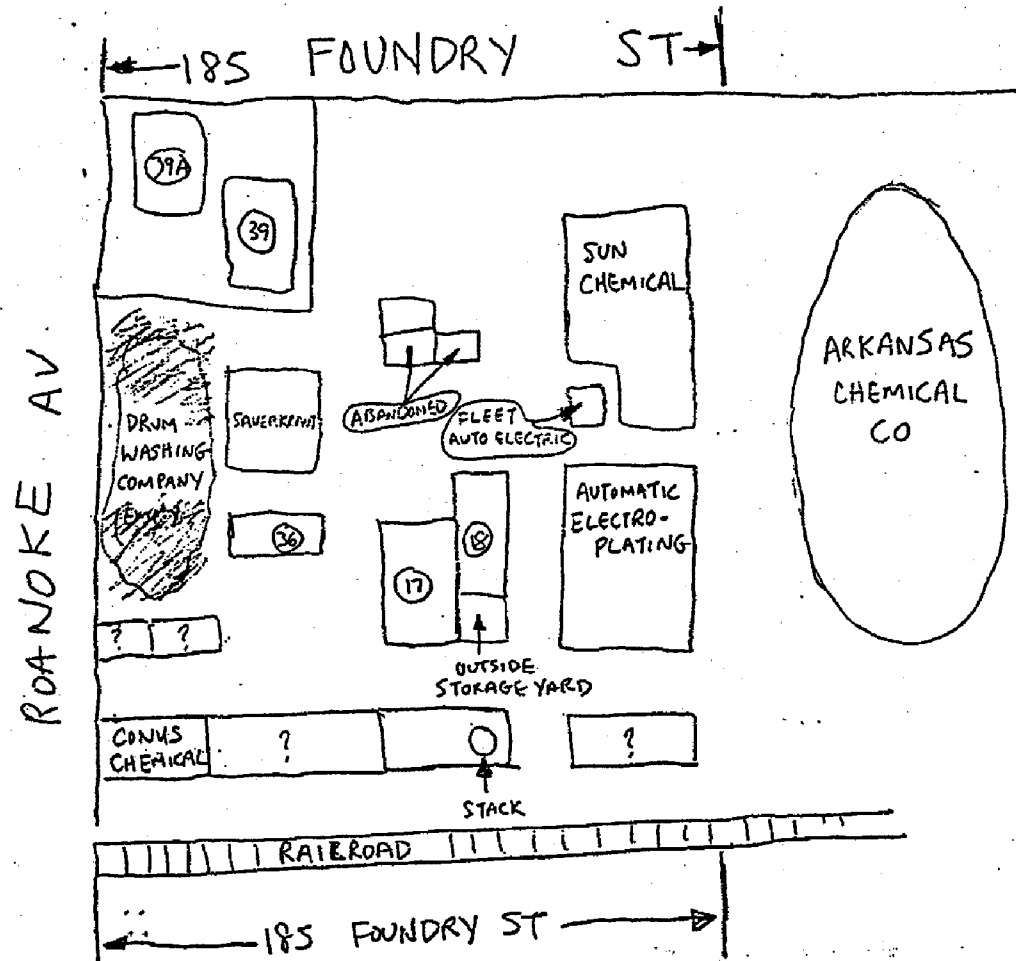 185 FOUNDRY ST
39A
39
SUN
CHEMICAL
ARKANSAS
CHEMICAL
CO
ROANOKE AV.
DRUM
WASHING
COMPANY
ABANDONED
FLEET
AUTO ELECTRIC
36
17
18
AUTOMATIC
ELECTRO-
PLATING
? ?
OUTSIDE
STORAGE YARD
CONUS
CHEMICAL
?
?
STACK
RAILROAD
185 FOUNDRY ST